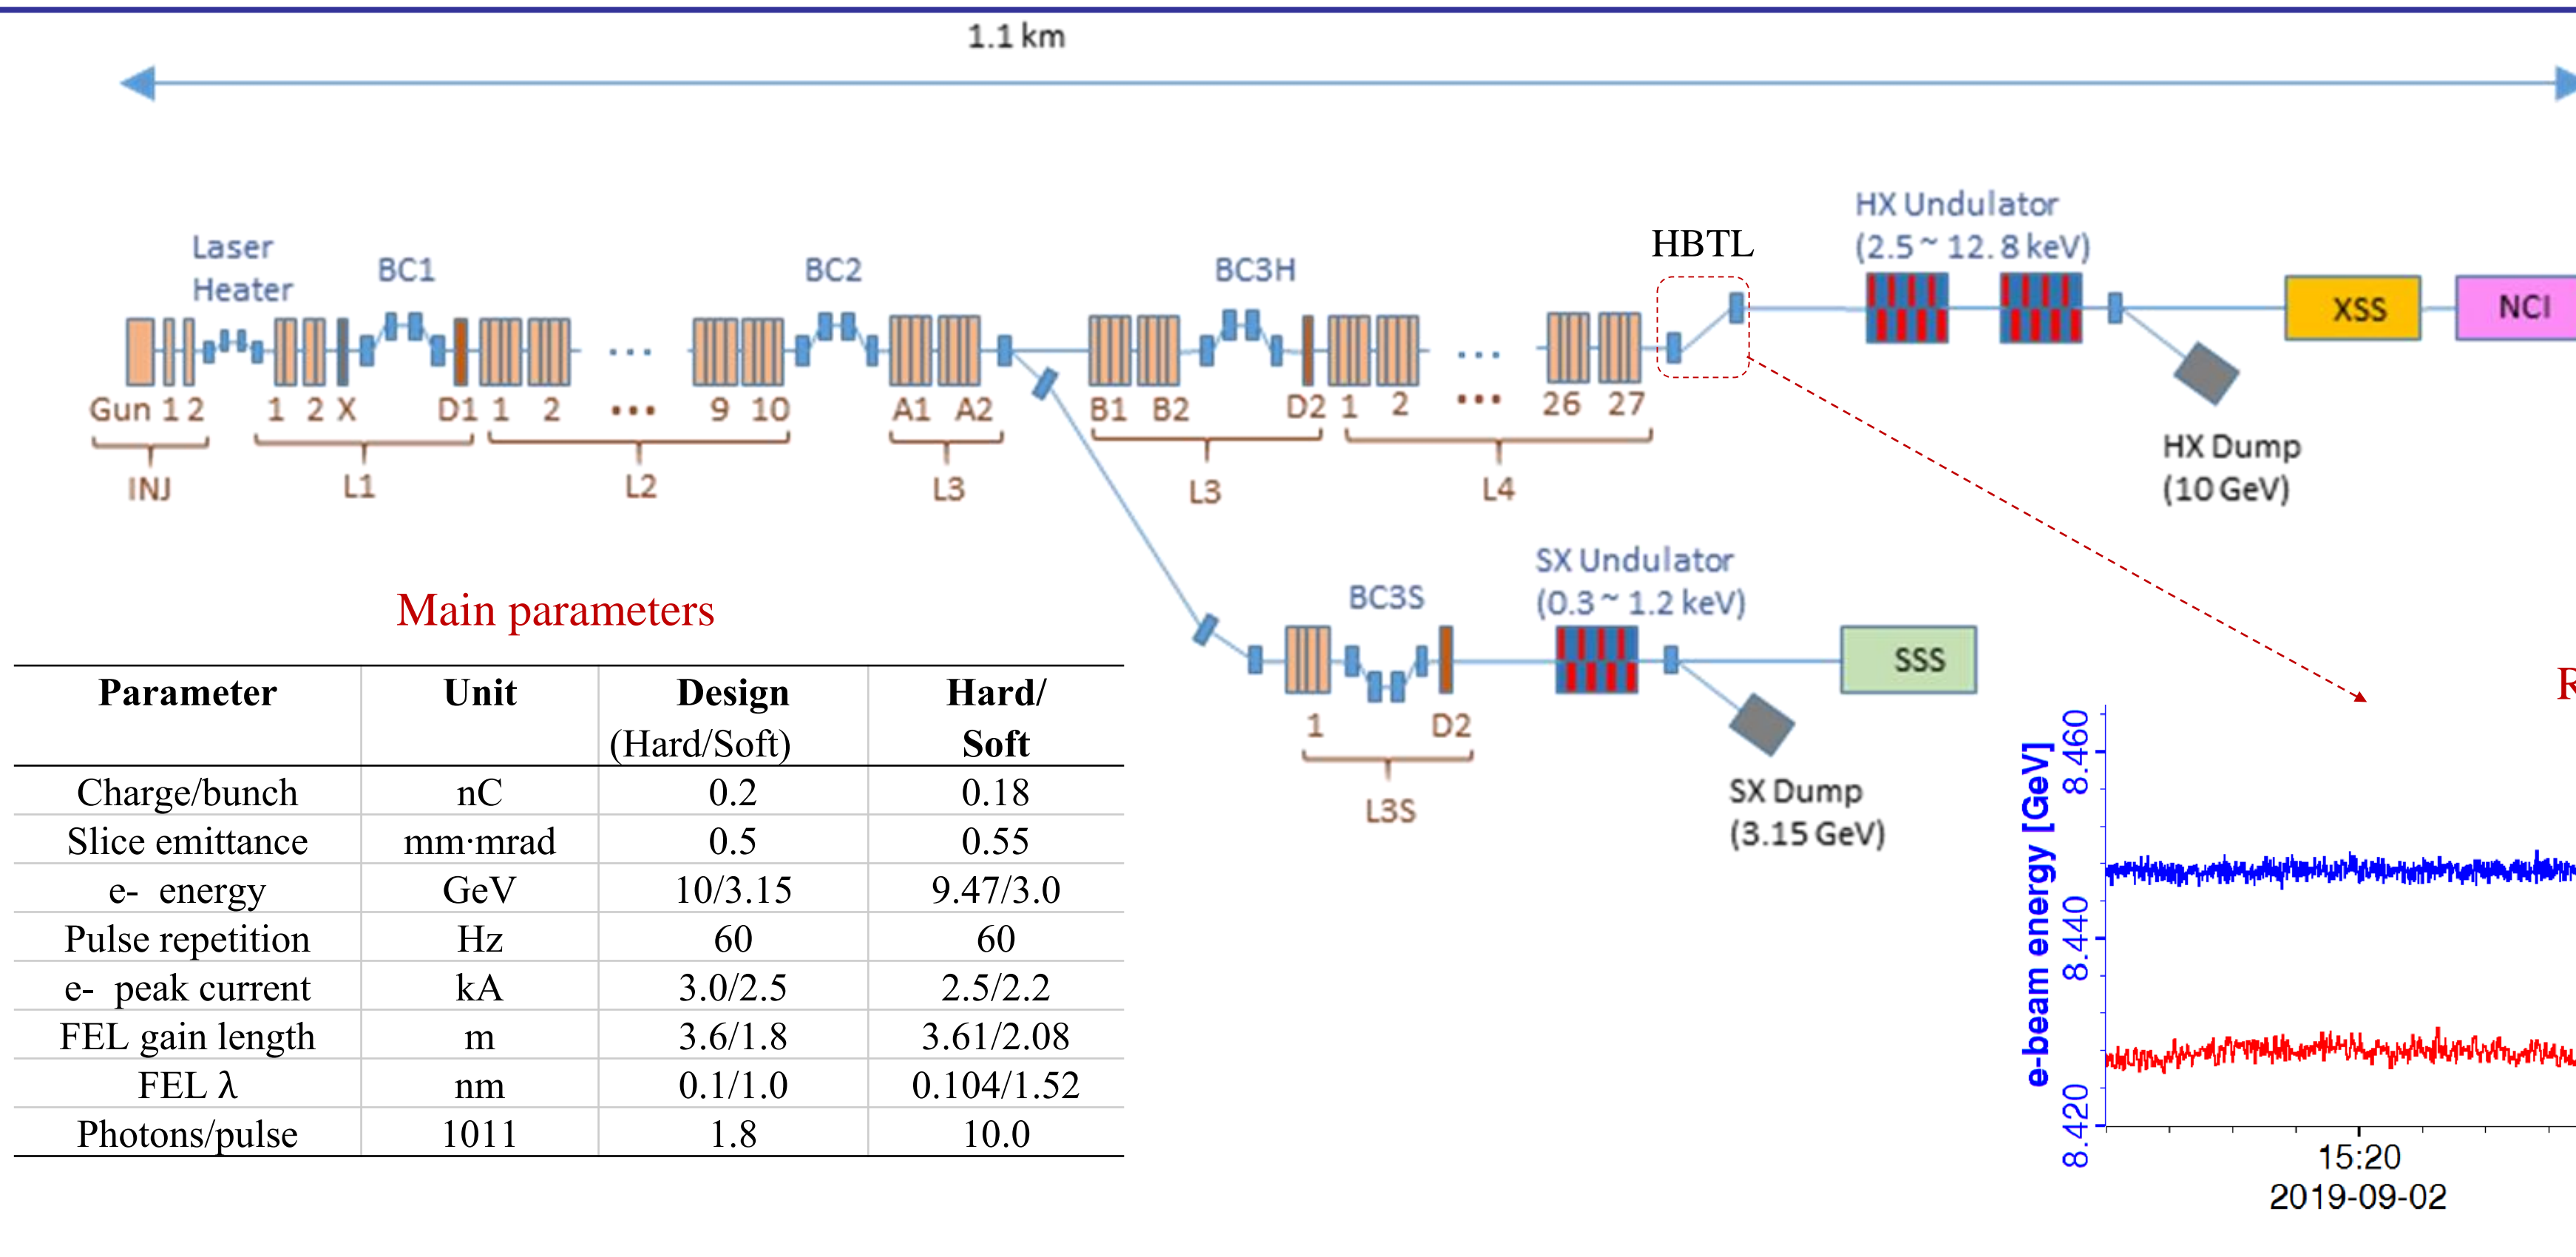 1.1 km
Laser
Heater
BC1
BC2
BC3H
HBTL
HX Undulator
(2.5 ~ 12. 8 keV)
XSS
NCI
Gun 1 2
1 2 X
D1 1 2 ... 9 10
A1 A2
B1 B2
D2 1 2 ... 26 27
INJ
L1
L2
L3
L3
L4
HX Dump
(10 GeV)
SX Undulator
(0.3 ~ 1.2 keV)
BC3S
SSS
1 D2
L3S
SX Dump
(3.15 GeV)
Main parameters
Parameter Unit Design Hard/
(Hard/Soft) Soft
Charge/bunch nC 0.2 0.18
Slice emittance mm·mrad 0.5 0.55
e- energy GeV 10/3.15 9.47/3.0
Pulse repetition Hz 60 60
e- peak current kA 3.0/2.5 2.5/2.2
FEL gain length m 3.6/1.8 3.61/2.08
FEL λ nm 0.1/1.0 0.104/1.52
Photons/pulse 1011 1.8 10.0
R
e-beam energy [GeV]
8.460
8.440
8.420
15:20
2019-09-02